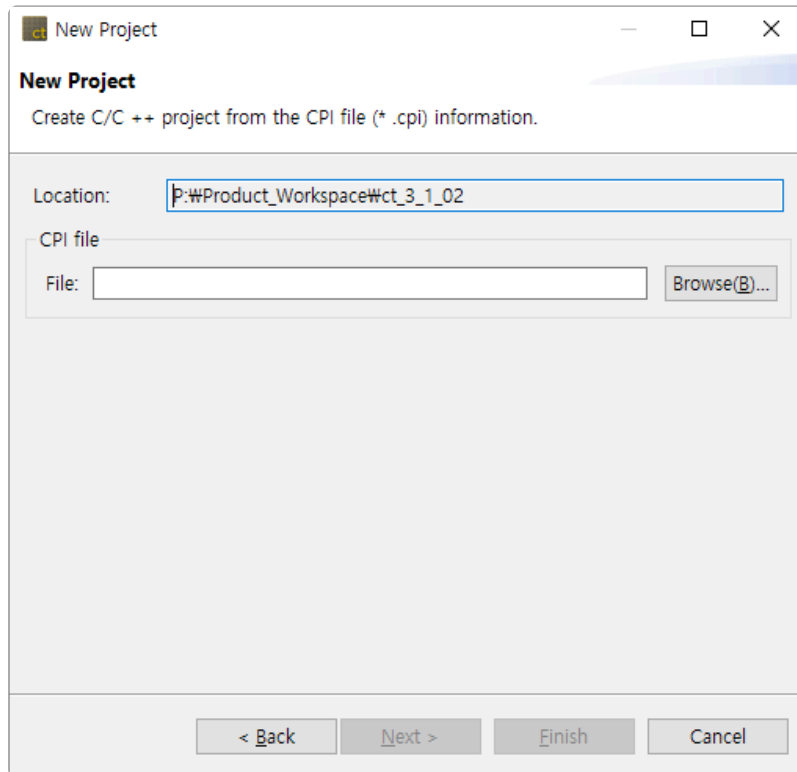 ct New Project
New Project
Create C/C ++ project from the CPI file (* .cpi) information.
Location: P:₩Product_Workspace₩ct_3_1_02
CPI file
File: Browse(B)...
< Back Next > Finish Cancel